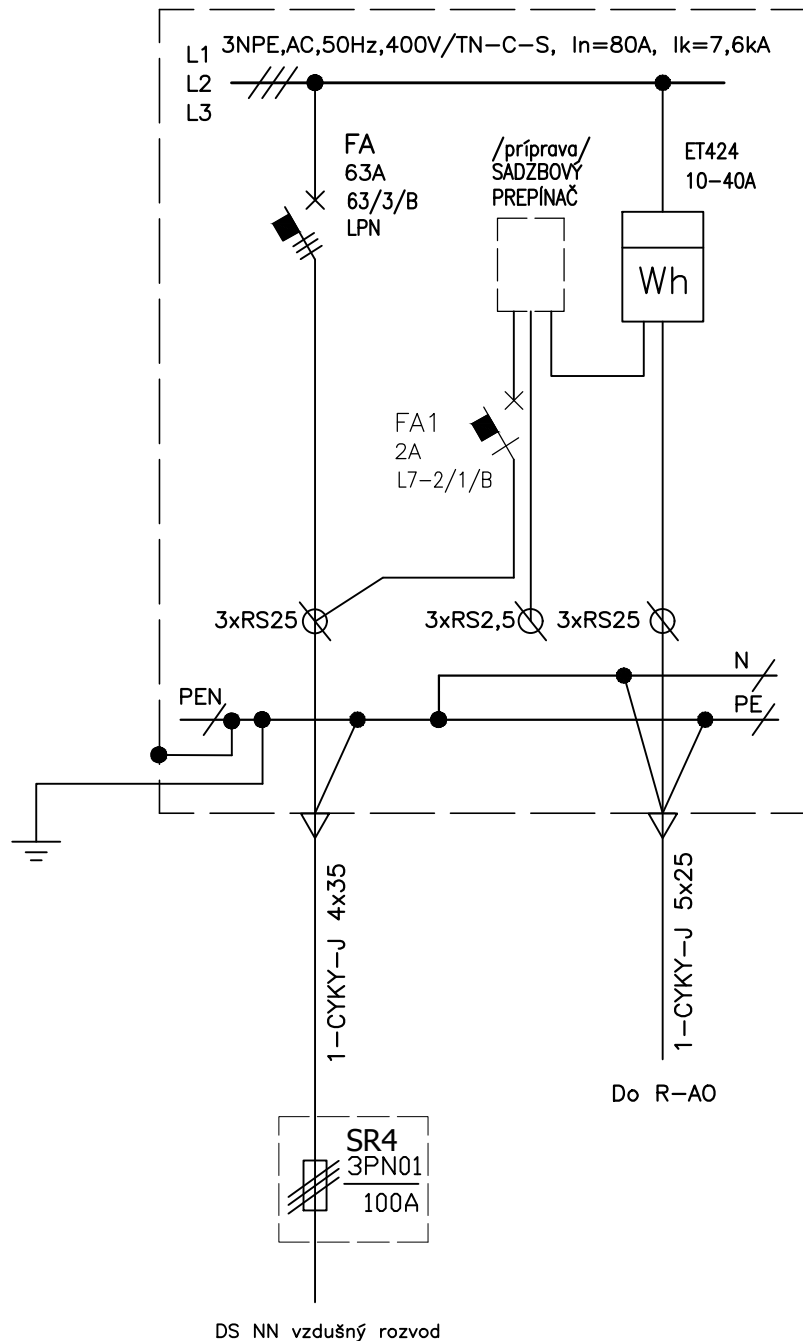 L1
L2
L3
3NPE,AC,50Hz,400V/TN-C-S, In=80A, Ik=7,6kA
FA
63A
63/3/B
LPN
/príprava/
SADZBOVÝ
PREPÍNAČ
ET424
10-40A
Wh
FA1
2A
L7-2/1/B
3xRS25
3xRS2,5
3xRS25
N
PEN
PE
1-CYKY-J 4x35
1-CYKY-J 5x25
Do R-AO
SR4
3PN01
100A
DS NN vzdušný rozvod